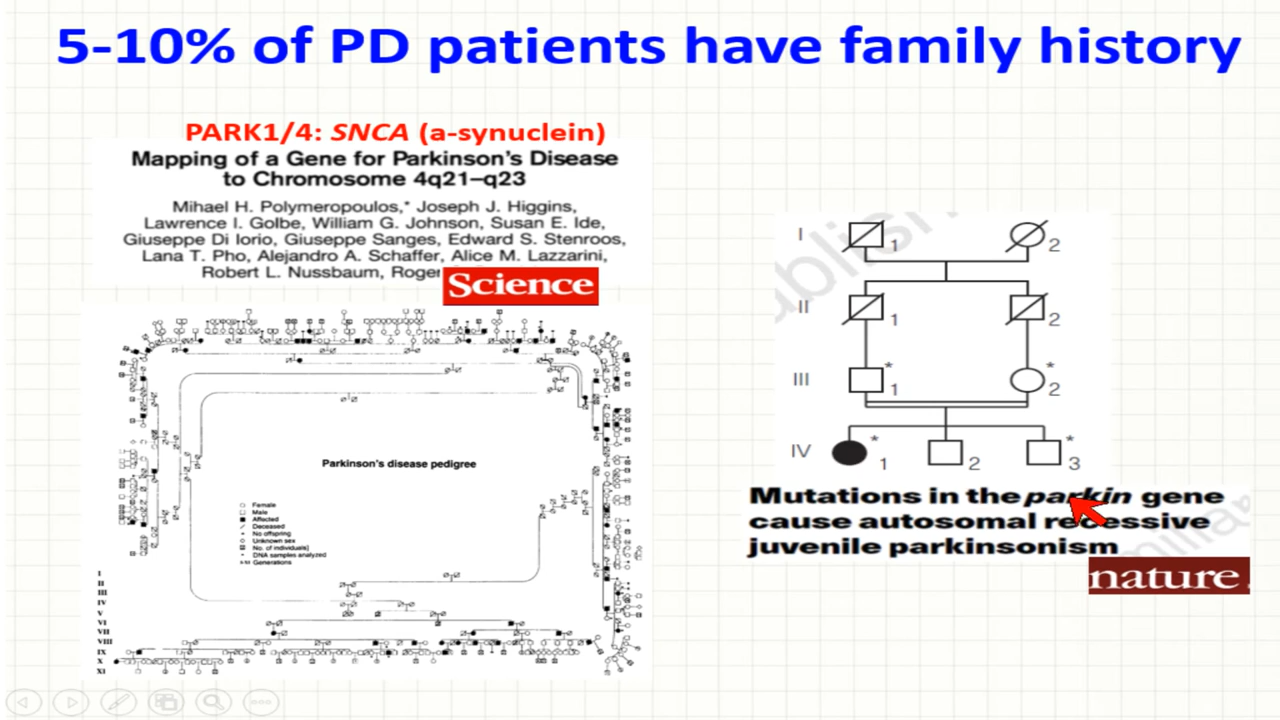 5-10% of PD patients have family history
PARK1/4: SNCA (a-synuclein)
Mapping of a Gene for Parkinson's Disease
to Chromosome 4q21–q23
Mihael H. Polymeropoulos,* Joseph J. Higgins,
Lawrence I. Golbe, William G. Johnson, Susan E. Ide,
Giuseppe Di Iorio, Giuseppe Sanges, Edward S. Stenroos,
Lana T. Pho, Alejandro A. Schaffer, Alice M. Lazzarini,
Robert L. Nussbaum, Roger
Science
Parkinson's disease pedigree
Female
Male
Affected
Deceased
No offspring
Unknown sex
No. of individuals
DNA samples analyzed
Generations
I
II
III
IV
V
VI
VII
VIII
IX
X
XI
I 1 2
II 1 2
III * 1 * 2
IV * 1 2 * 3
Mutations in the parkin gene
cause autosomal recessive
juvenile parkinsonism
nature